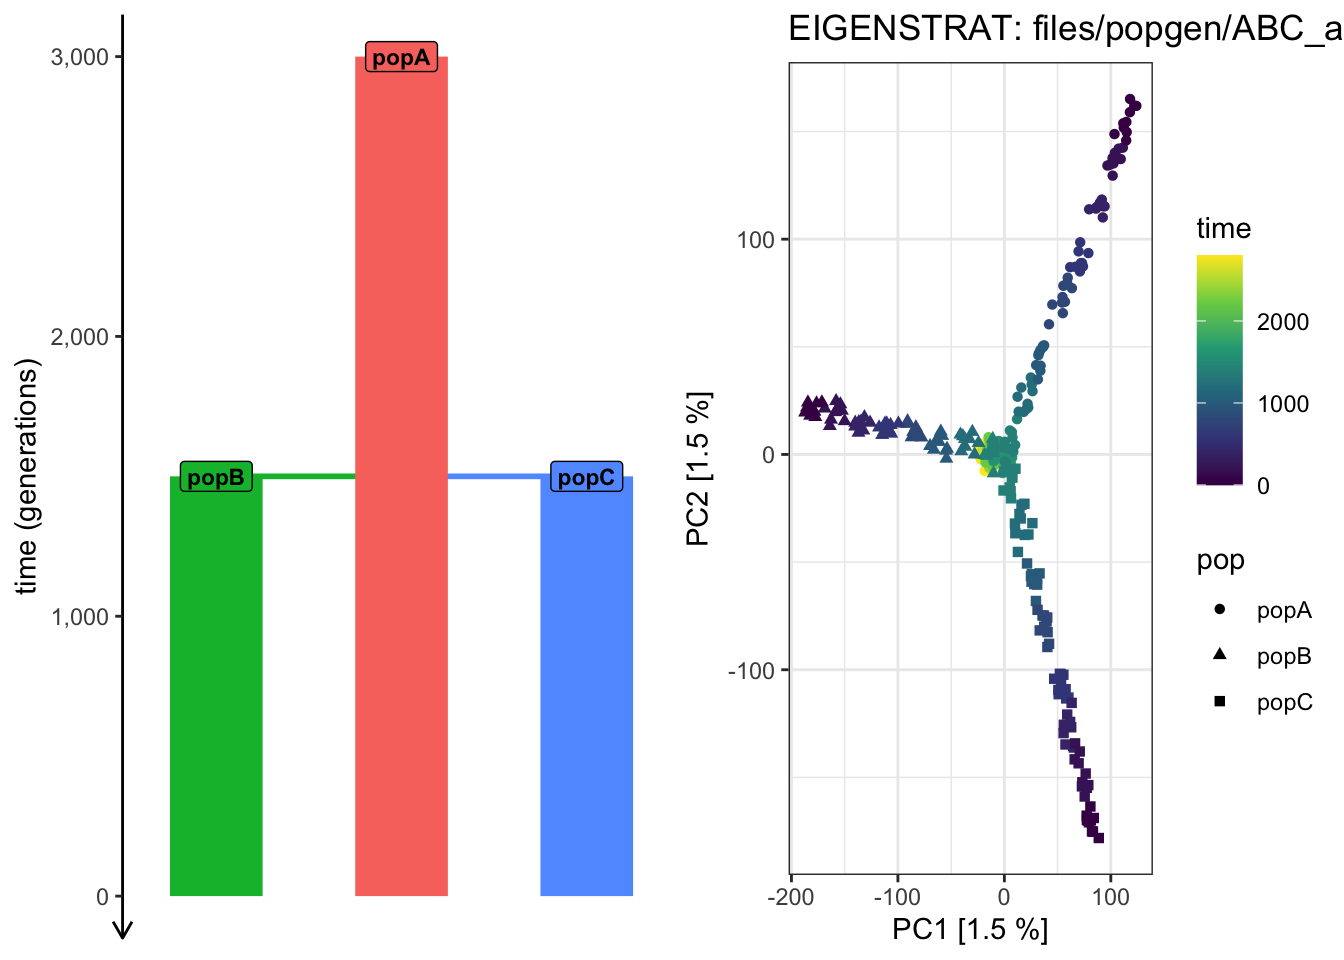 time (generations)
3,000
2,000
1,000
0
popA
popB
popC
EIGENSTRAT: files/popgen/ABC_a
PC2 [1.5 %]
100
0
-100
-200
-100
0
100
PC1 [1.5 %]
time
2000
1000
0
pop
popA
popB
popC